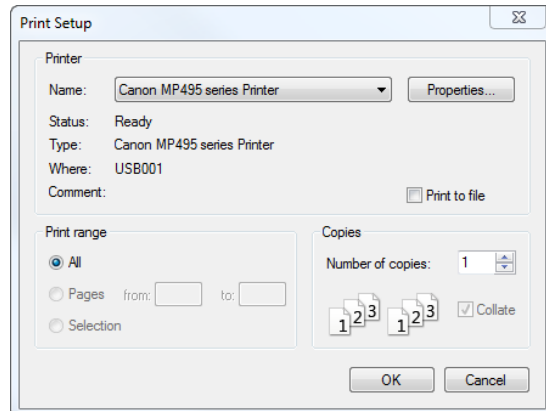 Print Setup
Printer
Name: Canon MP495 series Printer Properties...
Status: Ready
Type: Canon MP495 series Printer
Where: USB001
Comment: Print to file
Print range
All
Pages from: to:
Selection
Copies
Number of copies: 1
1 2 3 1 2 3 Collate
OK Cancel